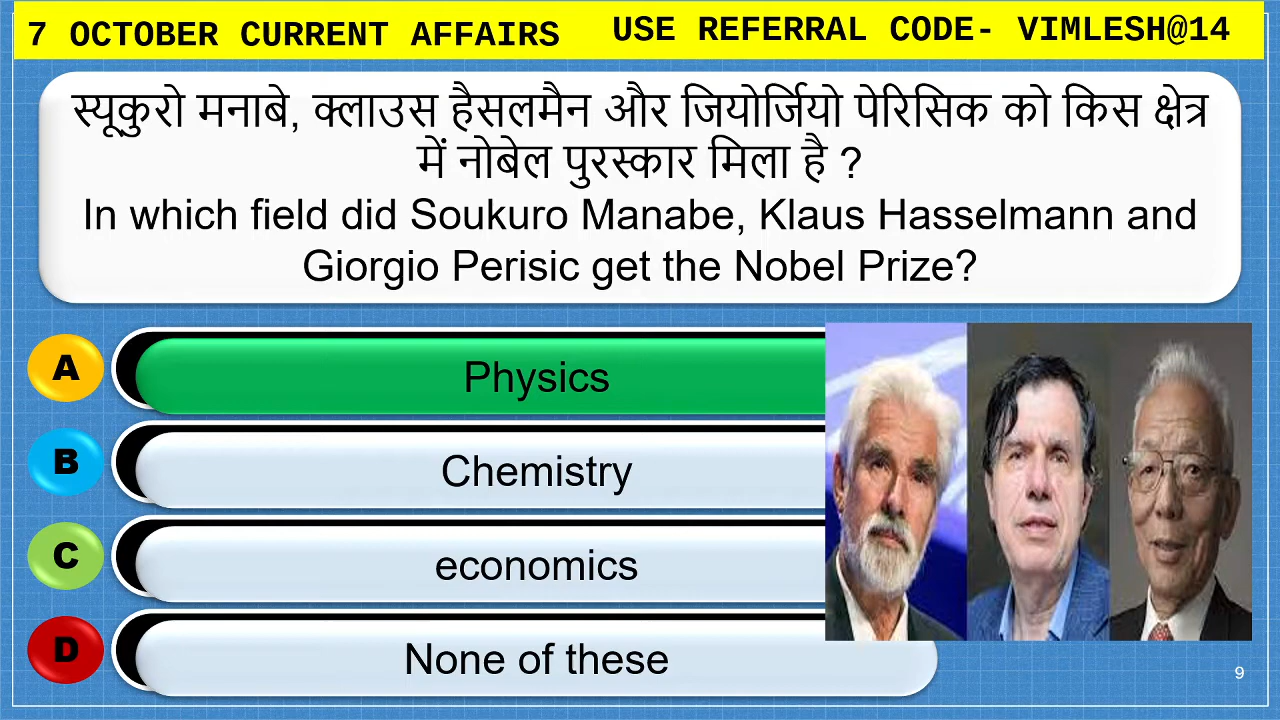 7 OCTOBER CURRENT AFFAIRS
USE REFERRAL CODE- VIMLESH@14
स्यूकुरो मनाबे, क्लाउस हैसलमैन और जियोर्जियो पेरिसिक को किस क्षेत्र
में नोबेल पुरस्कार मिला है ?
In which field did Soukuro Manabe, Klaus Hasselmann and
Giorgio Perisic get the Nobel Prize?
A
Physics
B
Chemistry
C
economics
D
None of these
9